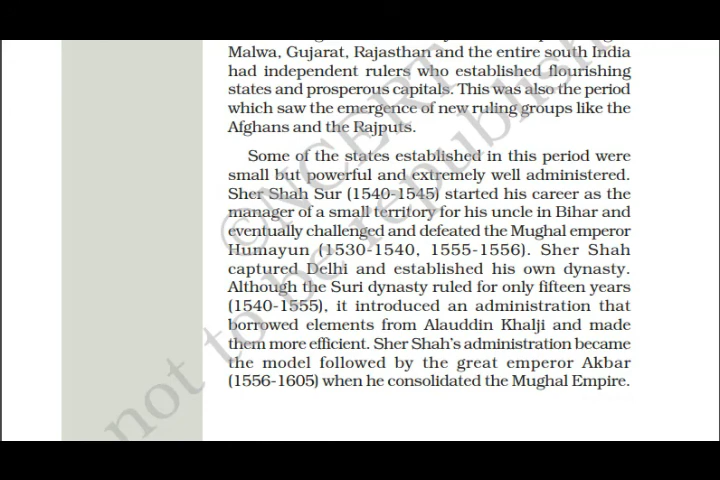 Malwa, Gujarat, Rajasthan and the entire south India
had independent rulers who established flourishing
states and prosperous capitals. This was also the period
which saw the emergence of new ruling groups like the
Afghans and the Rajputs.
Some of the states established in this period were
small but powerful and extremely well administered.
Sher Shah Sur (1540-1545) started his career as the
manager of a small territory for his uncle in Bihar and
eventually challenged and defeated the Mughal emperor
Humayun (1530-1540, 1555-1556). Sher Shah
captured Delhi and established his own dynasty.
Although the Suri dynasty ruled for only fifteen years
(1540-1555), it introduced an administration that
borrowed elements from Alauddin Khalji and made
them more efficient. Sher Shah's administration became
the model followed by the great emperor Akbar
(1556-1605) when he consolidated the Mughal Empire.
©NCERT
not to be republish